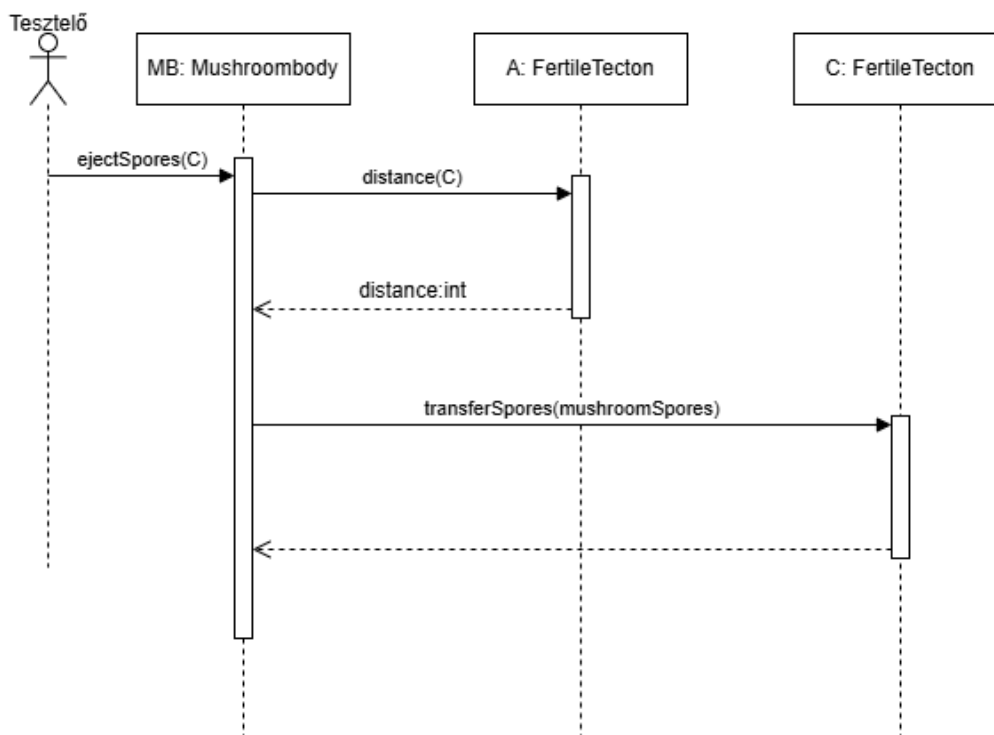 Tesztelő
MB: Mushroombody
A: FertileTecton
C: FertileTecton
ejectSpores(C)
distance(C)
distance:int
transferSpores(mushroomSpores)